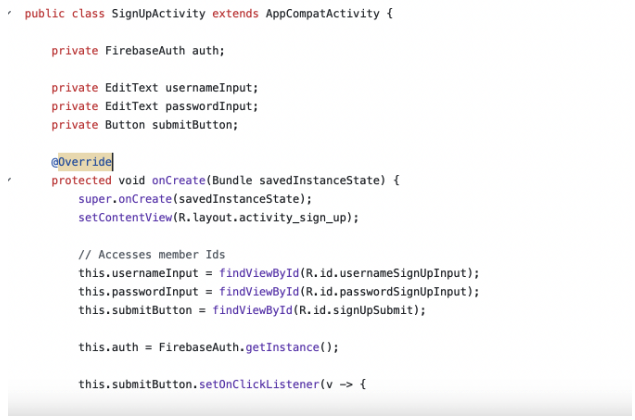 public class SignUpActivity extends AppCompatActivity {
private FirebaseAuth auth;
private EditText usernameInput;
private EditText passwordInput;
private Button submitButton;
@Override
protected void onCreate(Bundle savedInstanceState) {
super.onCreate(savedInstanceState);
setContentView(R.layout.activity_sign_up);
// Accesses member Ids
this.usernameInput = findViewById(R.id.usernameSignUpInput);
this.passwordInput = findViewById(R.id.passwordSignUpInput);
this.submitButton = findViewById(R.id.signUpSubmit);
this.auth = FirebaseAuth.getInstance();
this.submitButton.setOnClickListener(v -> {